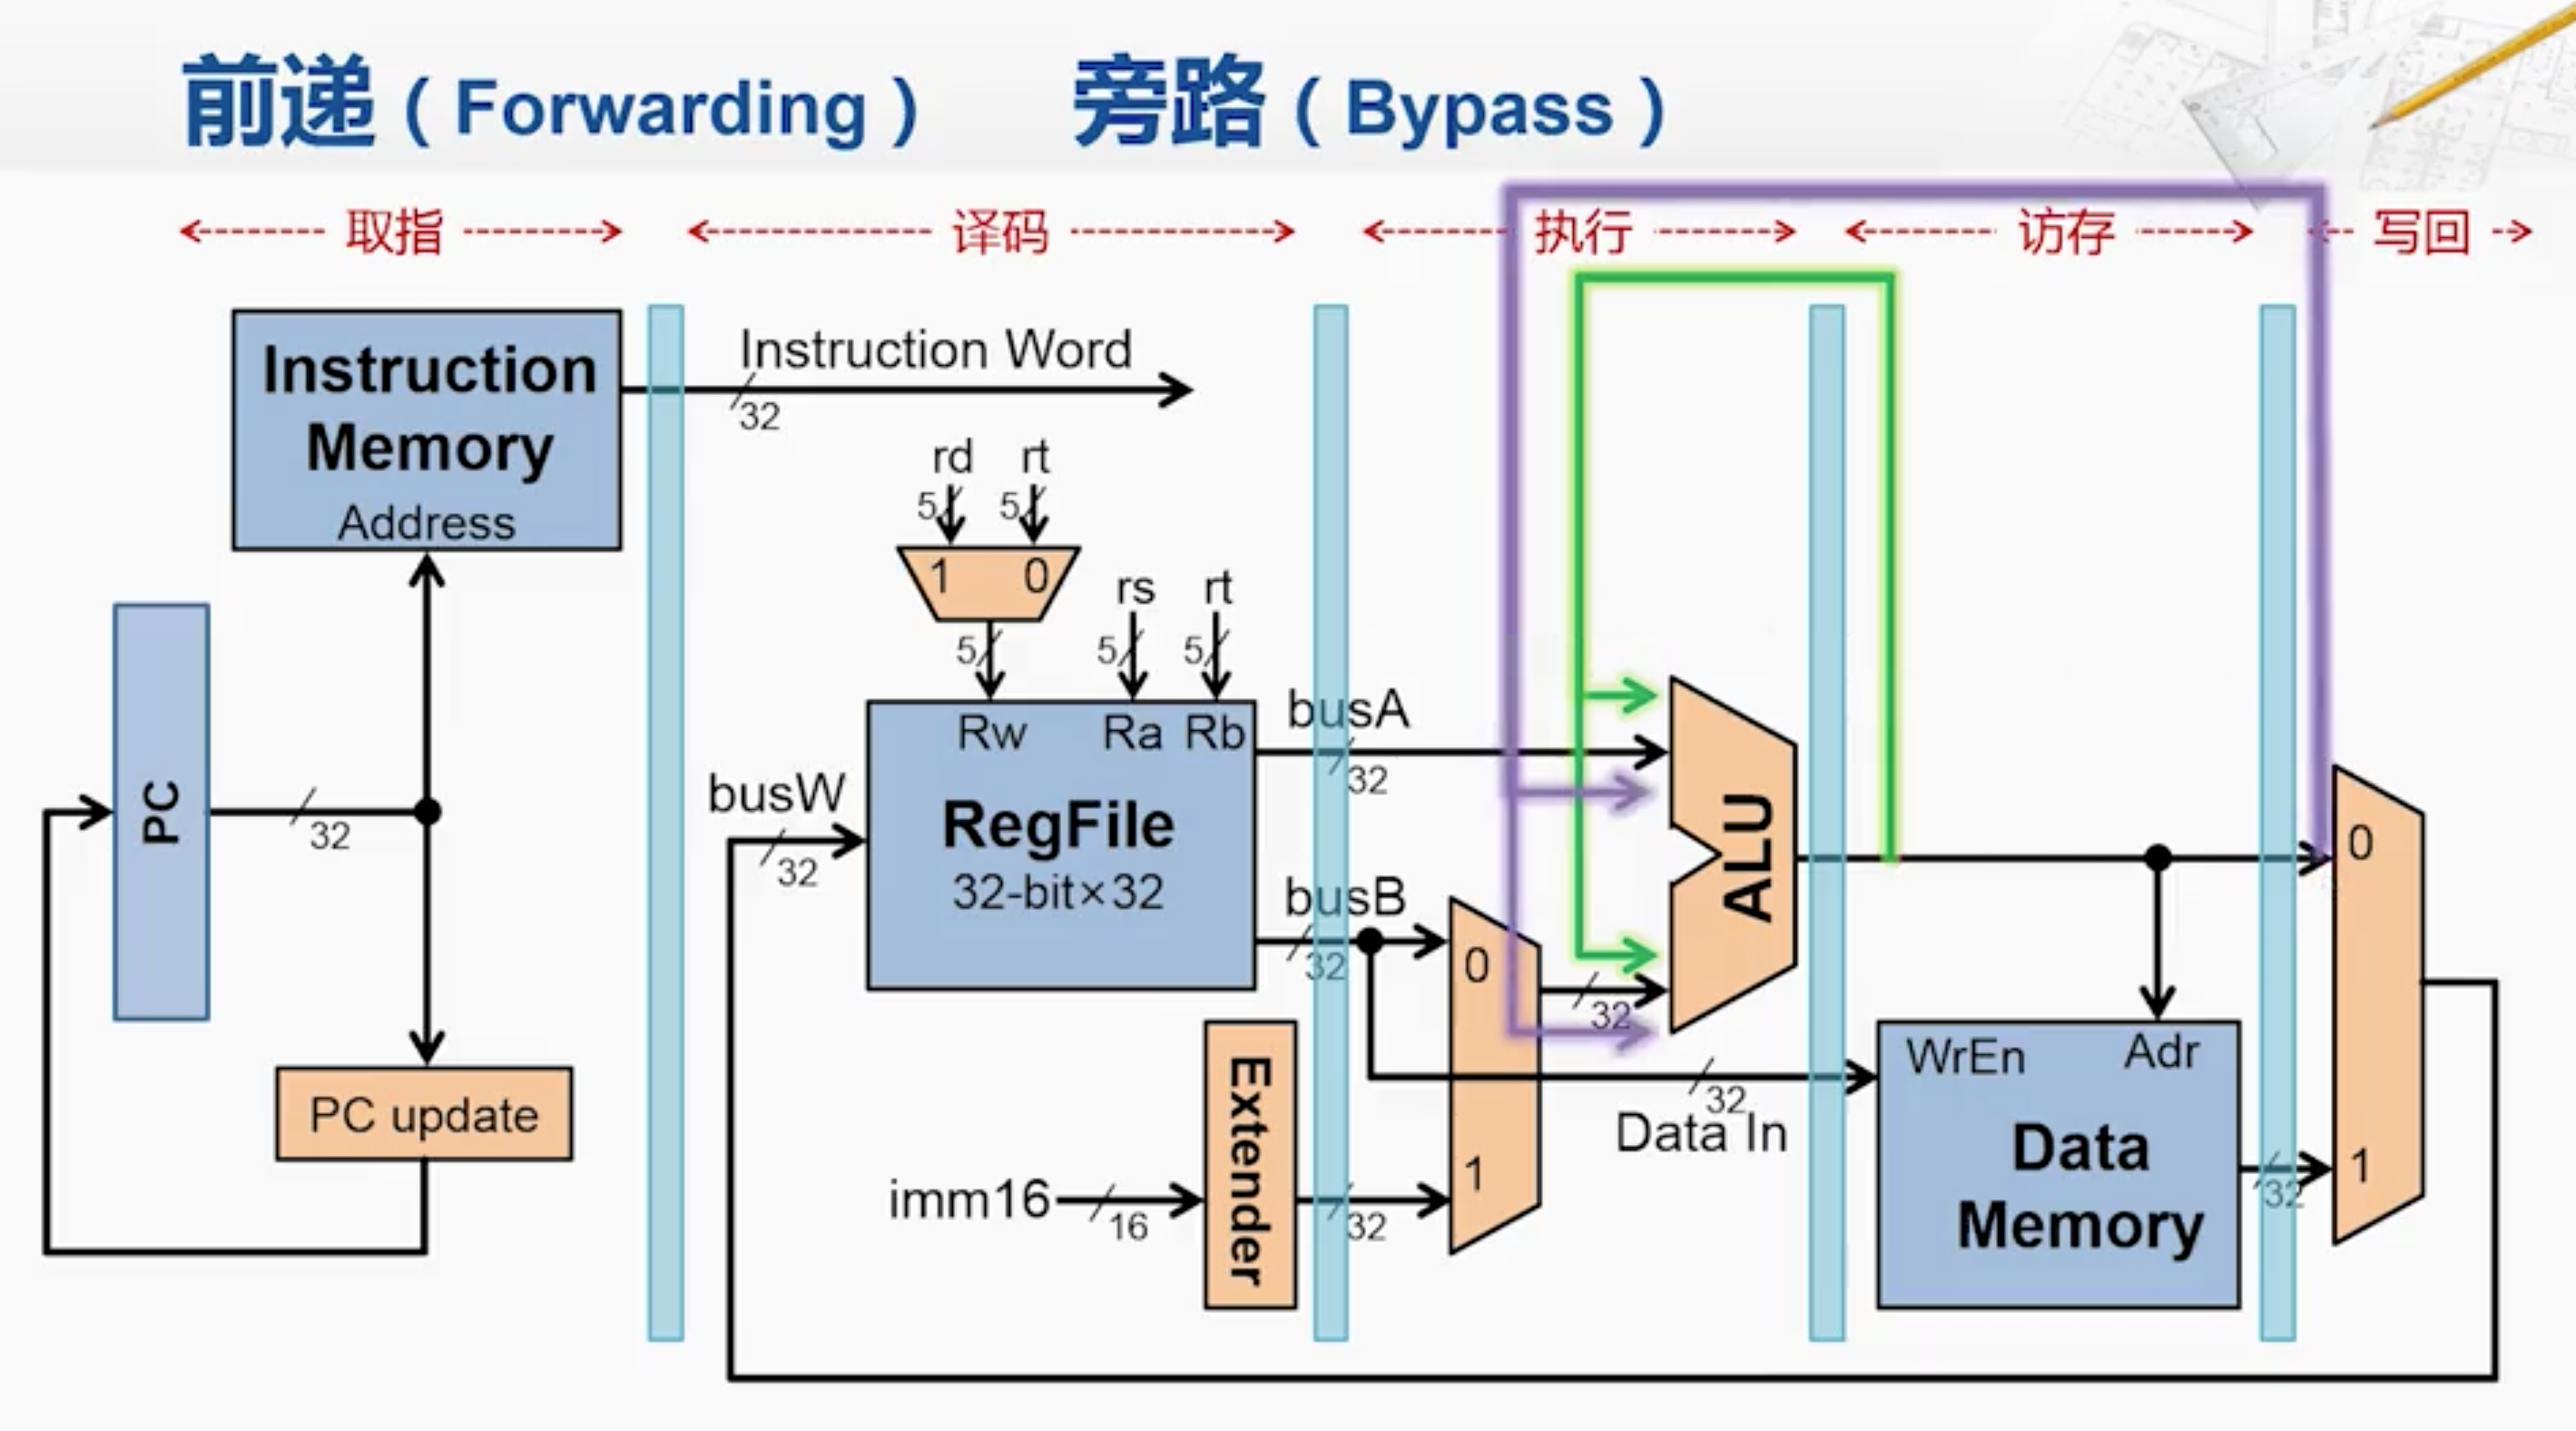 前递（Forwarding） 旁路（Bypass）
取指 译码 执行 访存 写回
Instruction
Memory
Address
Instruction Word
32
rd rt
5 5
1 0
rs rt
5 5 5
Rw Ra Rb
RegFile
32-bit×32
busW
32
busA
32
busB
32
PC
32
PC update
imm16
16
Extender
32
0
1
32
ALU
32
Data In
WrEn Adr
Data
Memory
32
0
1